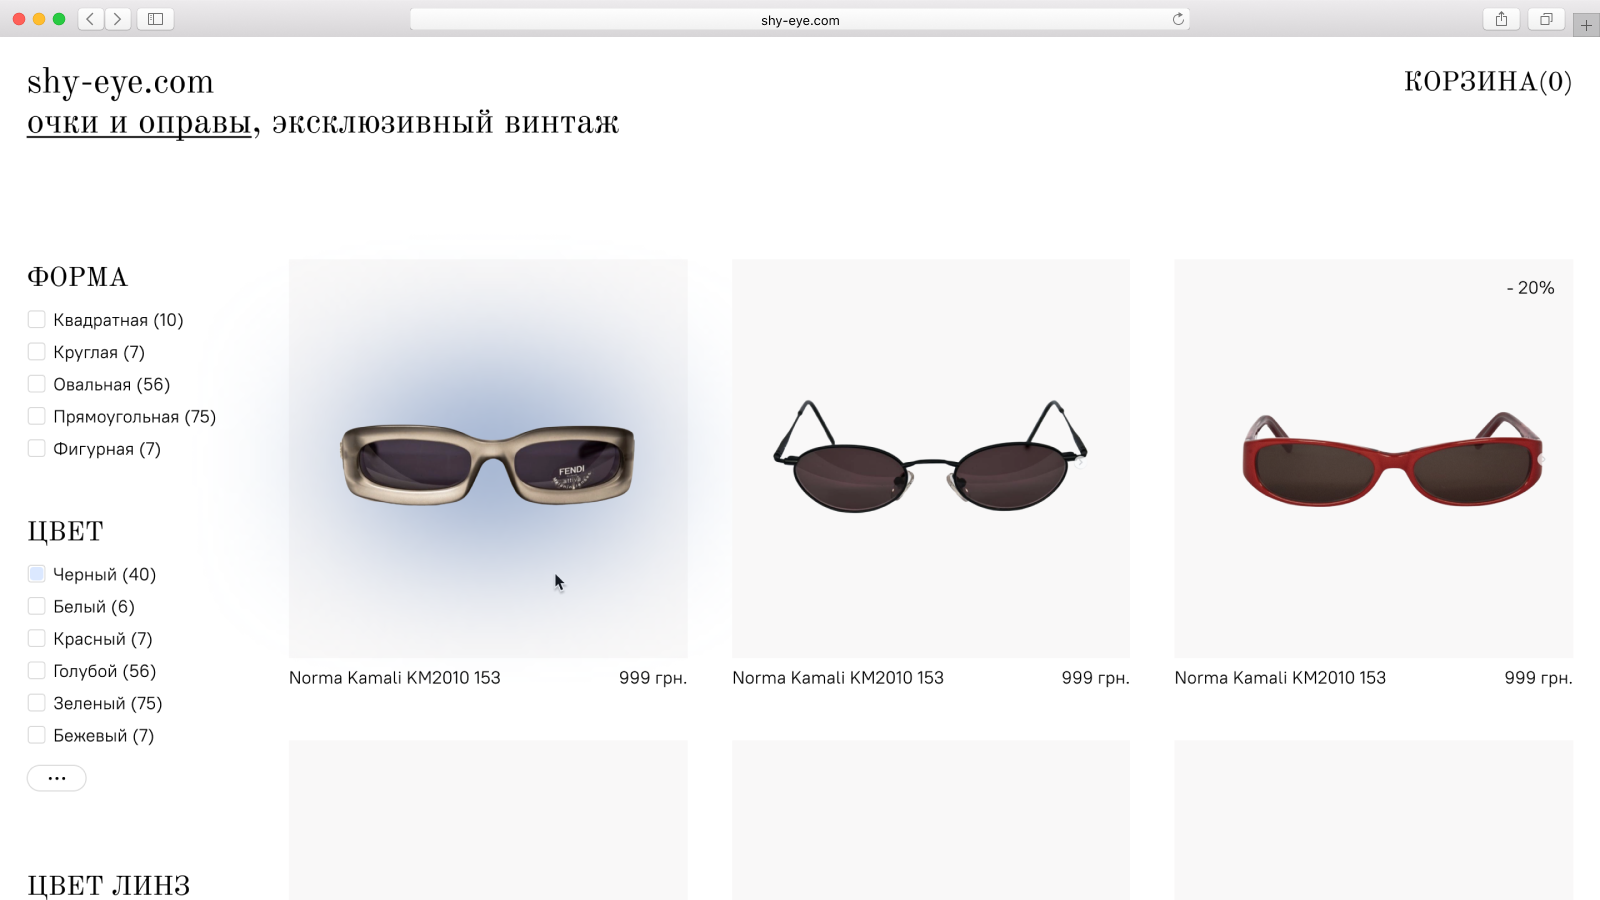 shy-eye.com
shy-eye.com
КОРЗИНА(0)
очки и оправы, эксклюзивный винтаж
ФОРМА
Квадратная (10)
Круглая (7)
Овальная (56)
Прямоугольная (75)
Фигурная (7)
ЦВЕТ
Черный (40)
Белый (6)
Красный (7)
Голубой (56)
Зеленый (75)
Бежевый (7)
...
ЦВЕТ ЛИНЗ
FENDI
Norma Kamali KM2010 153
999 грн.
Norma Kamali KM2010 153
999 грн.
- 20%
Norma Kamali KM2010 153
999 грн.